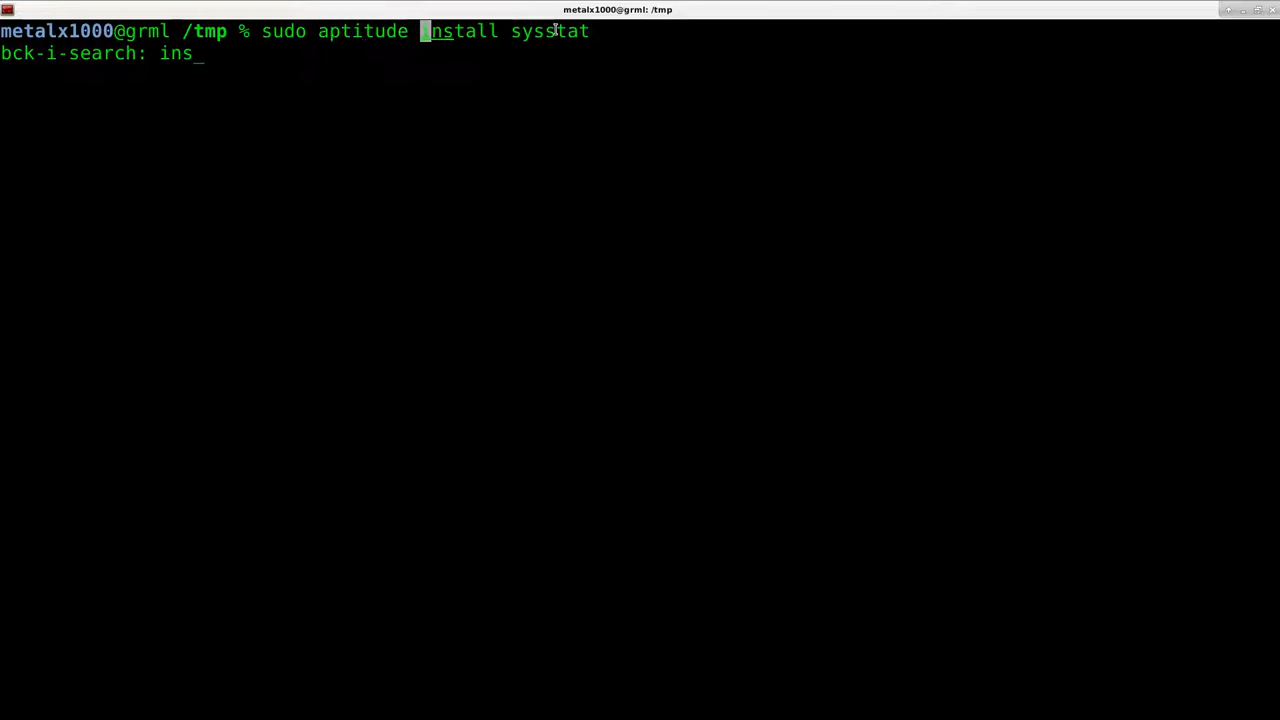 metalx1000@grml: /tmp
metalx1000@grml /tmp % sudo aptitude install sysstat
bck-i-search: ins_